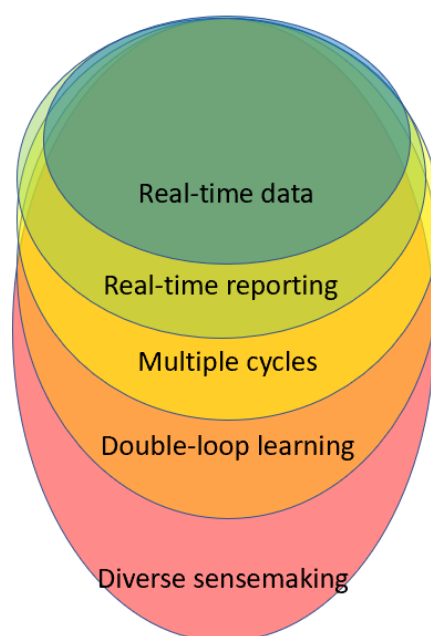 Real-time data
Real-time reporting
Multiple cycles
Double-loop learning
Diverse sensemaking